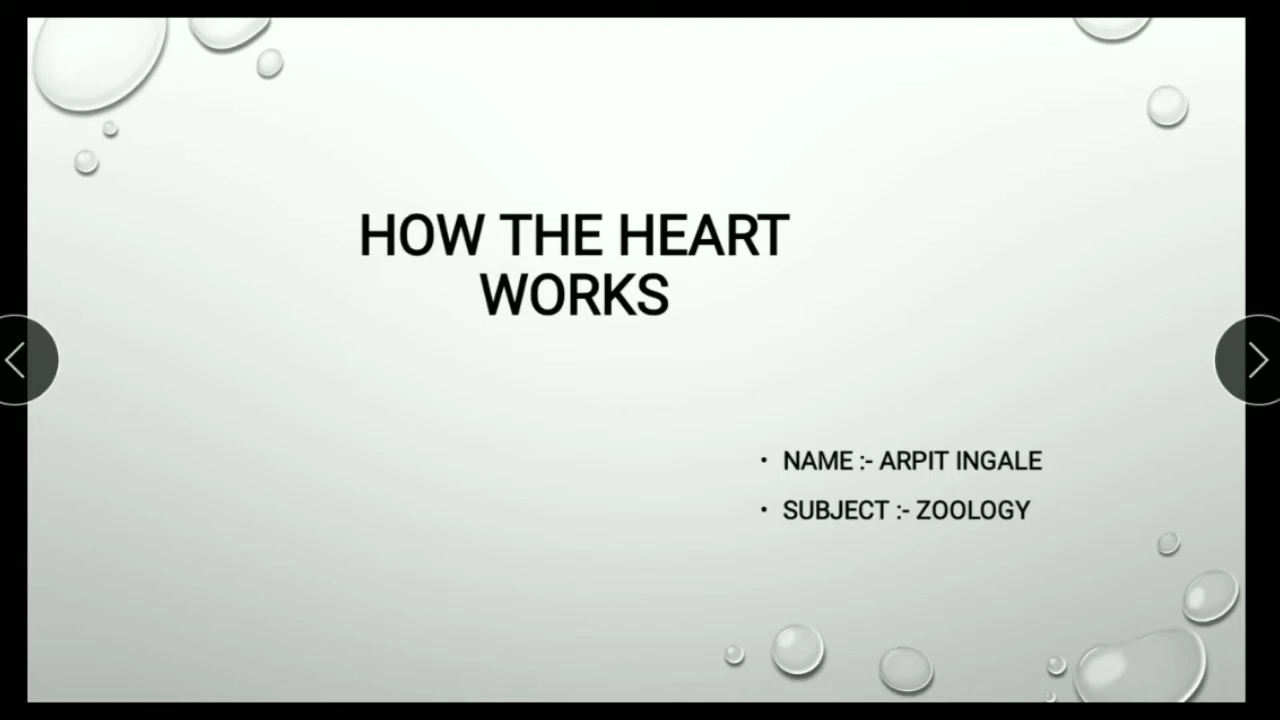 HOW THE HEART
WORKS
• NAME :- ARPIT INGALE
• SUBJECT :- ZOOLOGY